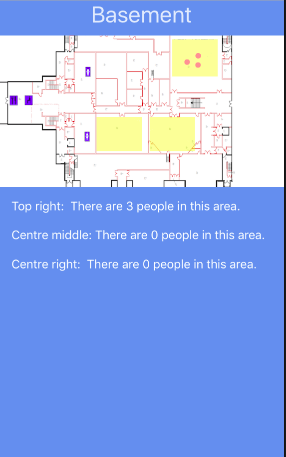 Basement
Top right: There are 3 people in this area.
Centre middle: There are 0 people in this area.
Centre right: There are 0 people in this area.